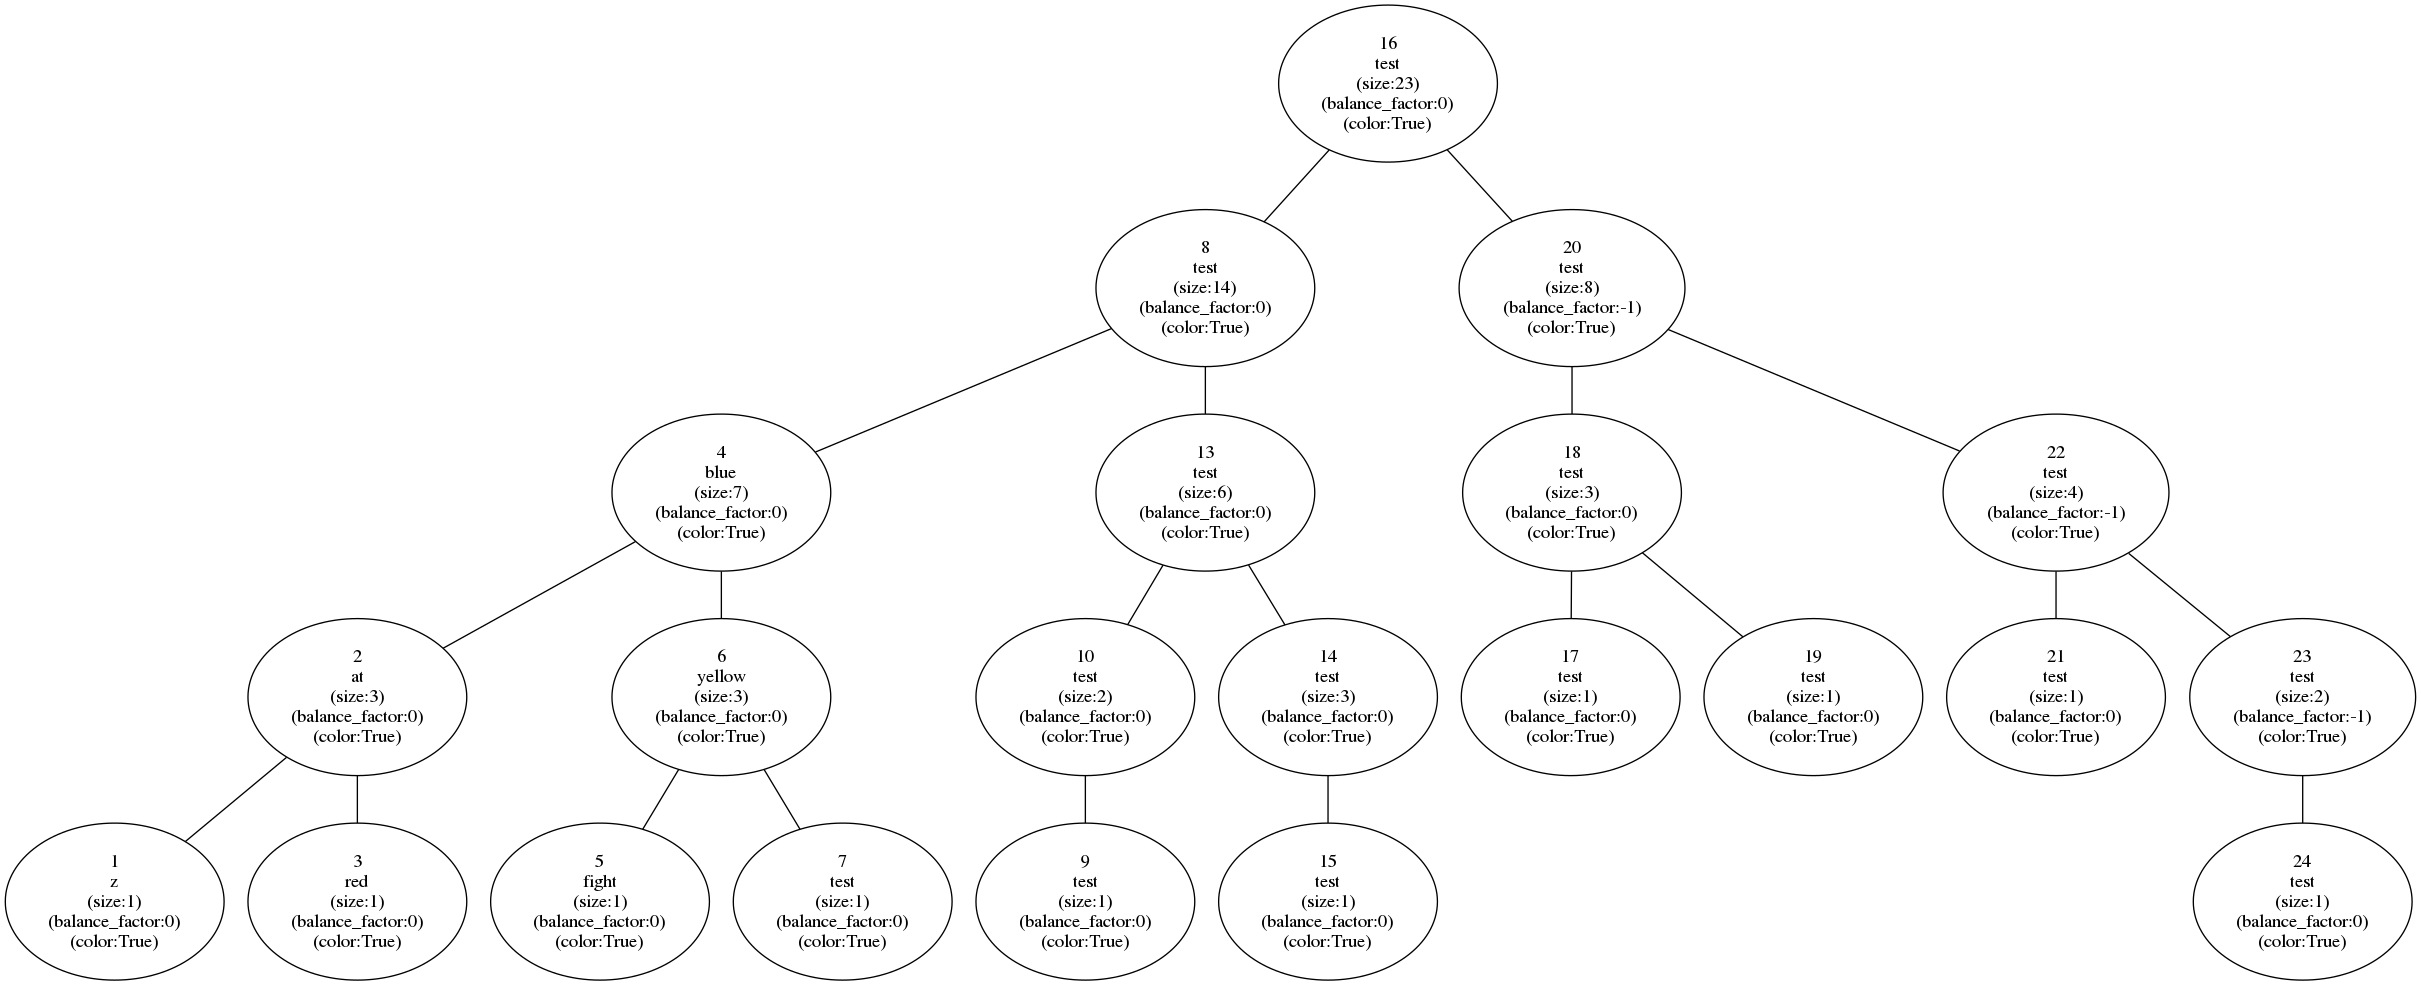 16
test
(size:23)
(balance_factor:0)
(color:True)
8
test
(size:14)
(balance_factor:0)
(color:True)
20
test
(size:8)
(balance_factor:-1)
(color:True)
4
blue
(size:7)
(balance_factor:0)
(color:True)
13
test
(size:6)
(balance_factor:0)
(color:True)
18
test
(size:3)
(balance_factor:0)
(color:True)
22
test
(size:4)
(balance_factor:-1)
(color:True)
2
at
(size:3)
(balance_factor:0)
(color:True)
6
yellow
(size:3)
(balance_factor:0)
(color:True)
10
test
(size:2)
(balance_factor:0)
(color:True)
14
test
(size:3)
(balance_factor:0)
(color:True)
17
test
(size:1)
(balance_factor:0)
(color:True)
19
test
(size:1)
(balance_factor:0)
(color:True)
21
test
(size:1)
(balance_factor:0)
(color:True)
23
test
(size:2)
(balance_factor:-1)
(color:True)
1
z
(size:1)
(balance_factor:0)
(color:True)
3
red
(size:1)
(balance_factor:0)
(color:True)
5
fight
(size:1)
(balance_factor:0)
(color:True)
7
test
(size:1)
(balance_factor:0)
(color:True)
9
test
(size:1)
(balance_factor:0)
(color:True)
15
test
(size:1)
(balance_factor:0)
(color:True)
24
test
(size:1)
(balance_factor:0)
(color:True)